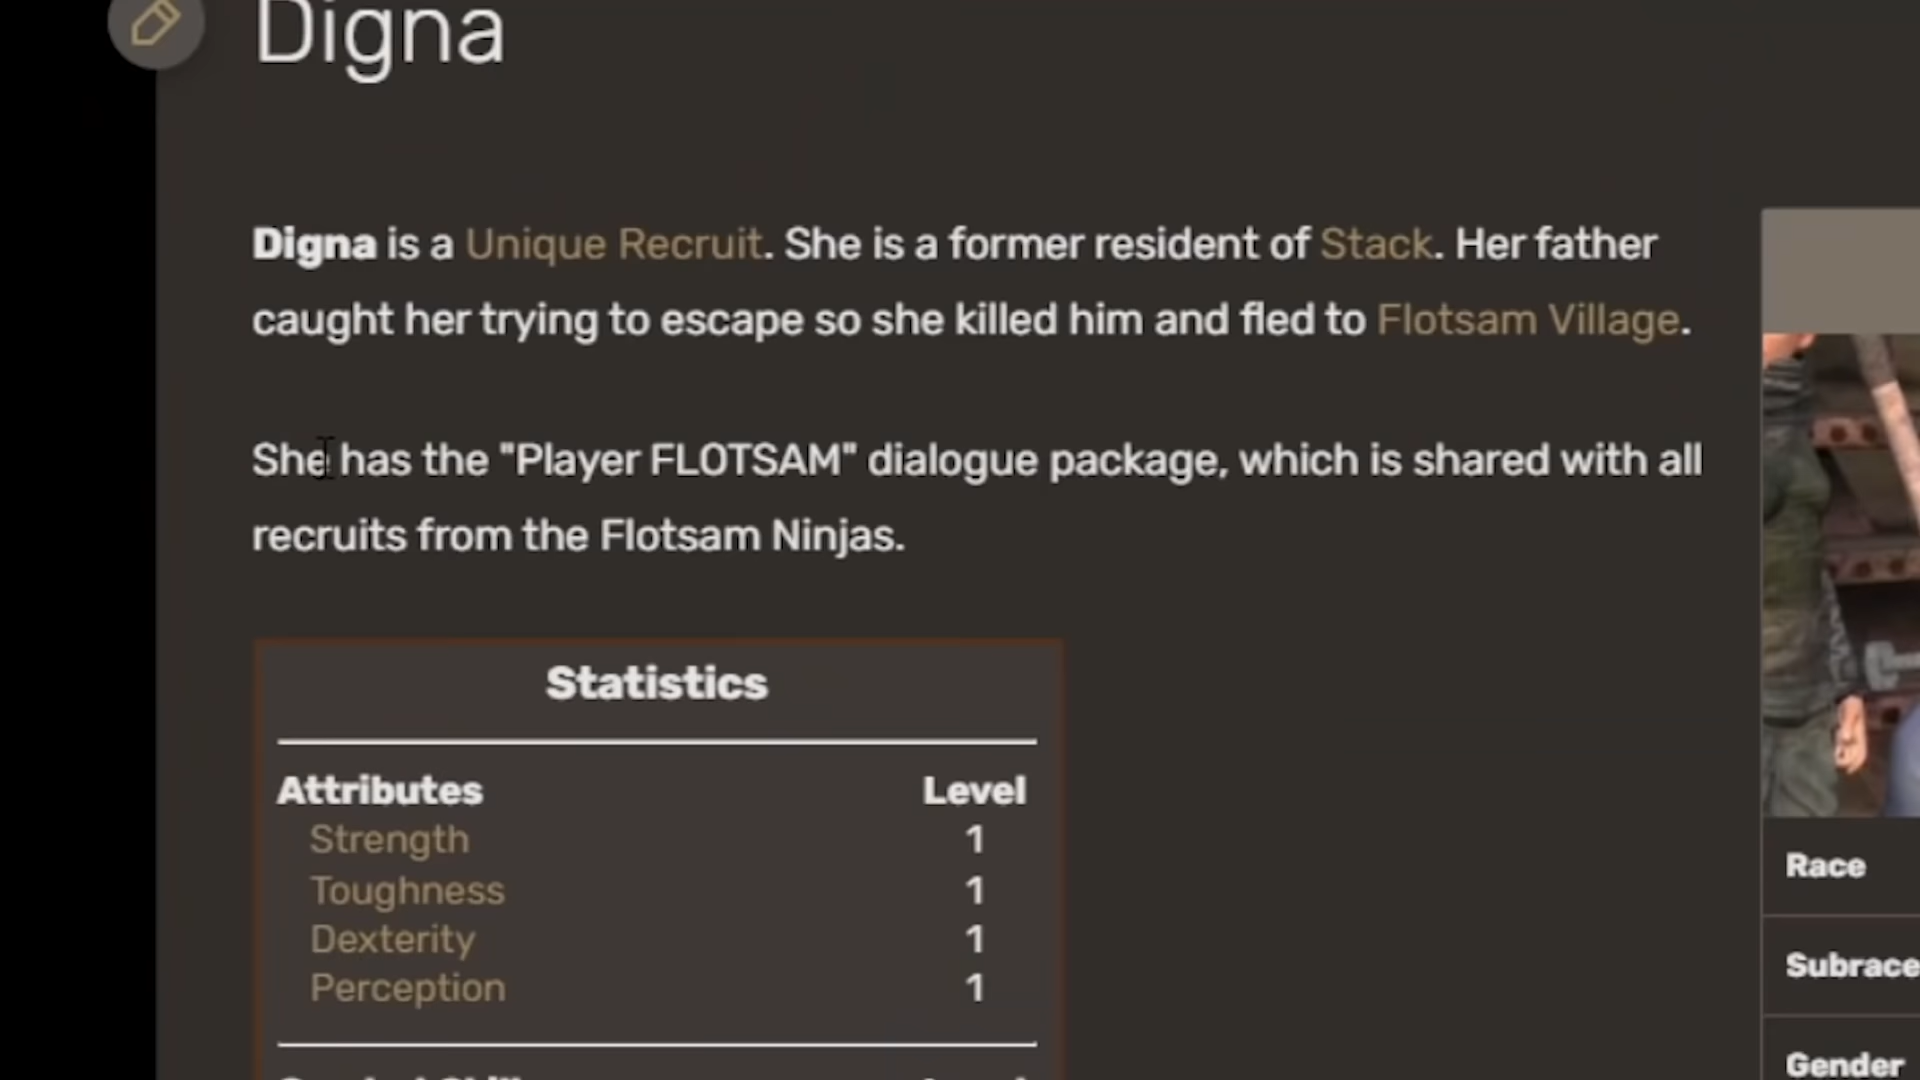 Digna
Digna is a Unique Recruit. She is a former resident of Stack. Her father
caught her trying to escape so she killed him and fled to Flotsam Village.
She has the "Player FLOTSAM" dialogue package, which is shared with all
recruits from the Flotsam Ninjas.
Statistics
Attributes Level
Strength 1
Toughness 1
Dexterity 1
Perception 1
Race
Subrace
Gender